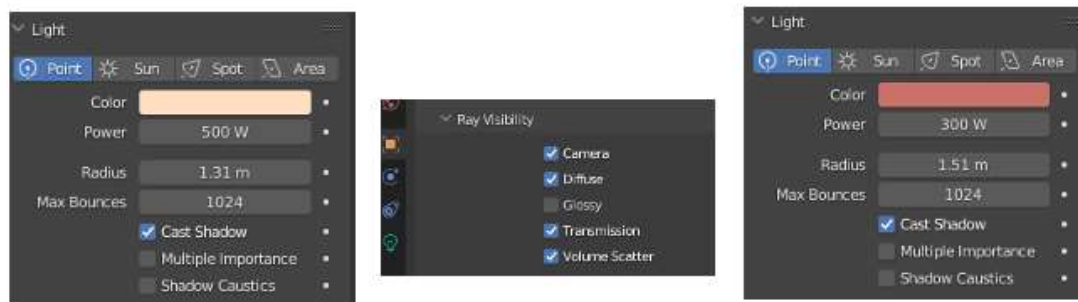 Light
Point Sun Spot Area
Color
Power 500 W
Radius 1.31 m
Max Bounces 1024
Cast Shadow
Multiple Importance
Shadow Caustics
Ray Visibility
Camera
Diffuse
Glossy
Transmission
Volume Scatter
Light
Point Sun Spot Area
Color
Power 300 W
Radius 1.51 m
Max Bounces 1024
Cast Shadow
Multiple Importance
Shadow Caustics